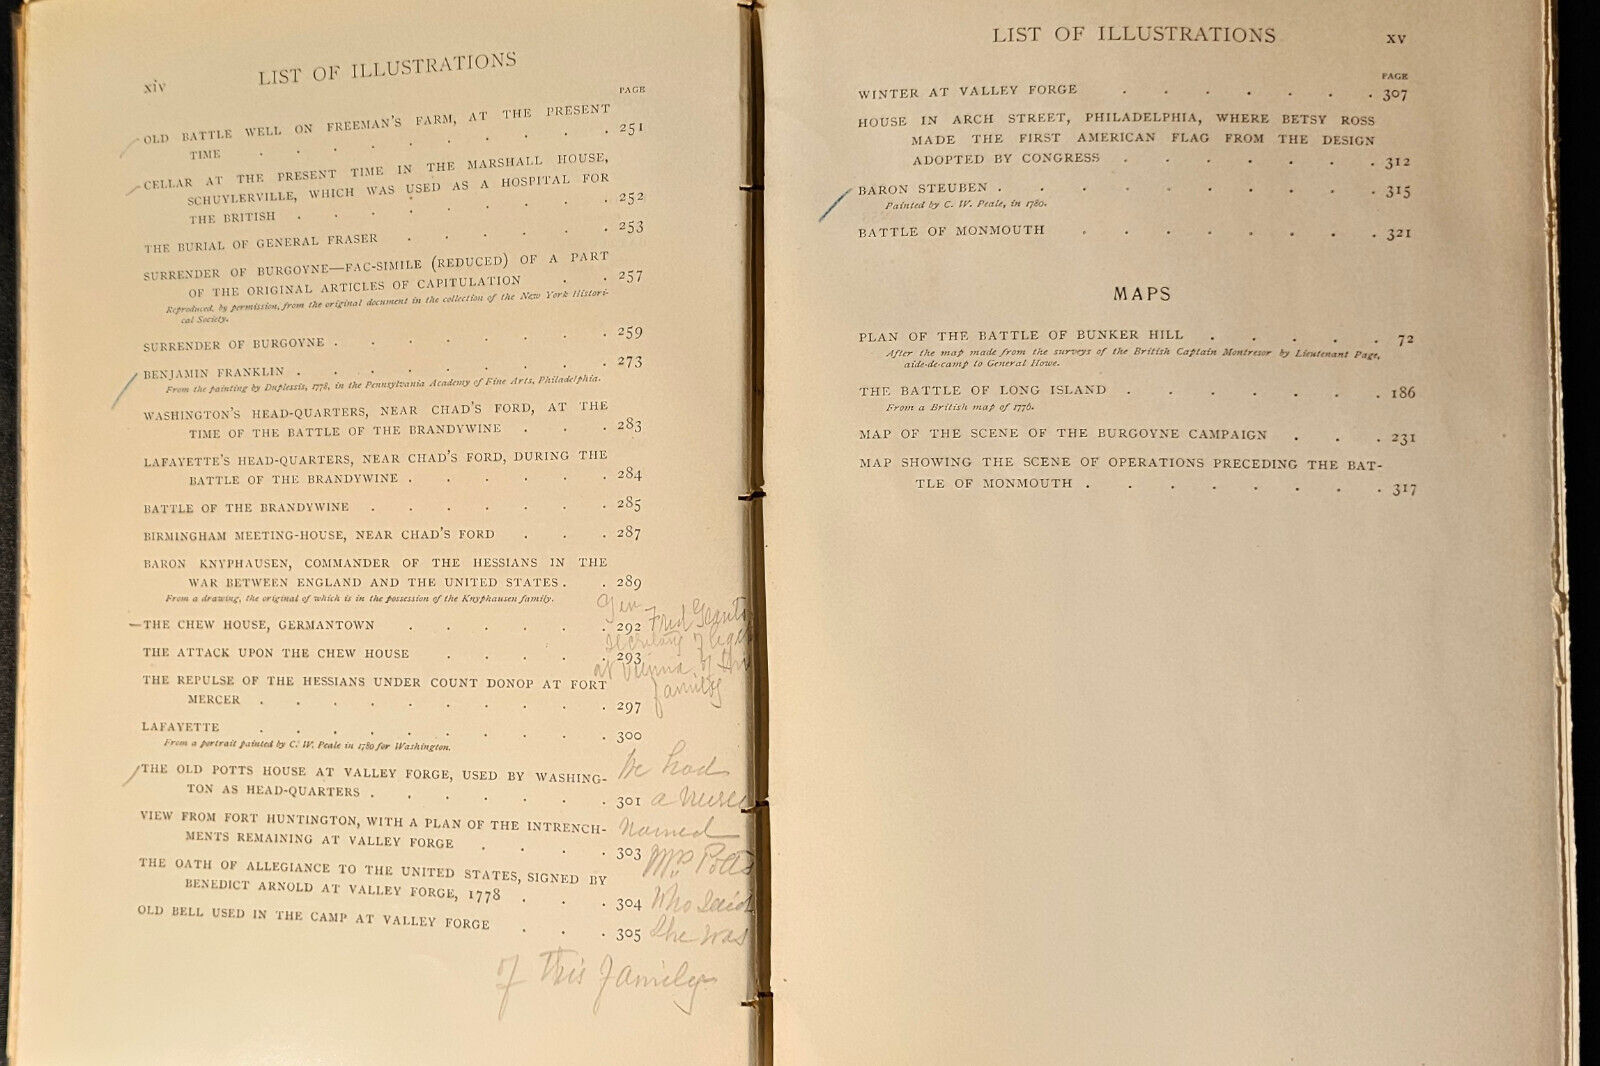 xiv
LIST OF ILLUSTRATIONS
PAGE
OLD BATTLE WELL ON FREEMAN'S FARM, AT THE PRESENT
TIME . . . . . . . . . 251
CELLAR AT THE PRESENT TIME IN THE MARSHALL HOUSE,
SCHUYLERVILLE, WHICH WAS USED AS A HOSPITAL FOR
THE BRITISH . . . . . . . . 252
THE BURIAL OF GENERAL FRASER . . . . . . 253
SURRENDER OF BURGOYNE—FAC-SIMILE (REDUCED) OF A PART
OF THE ORIGINAL ARTICLES OF CAPITULATION . . 257
Reproduced, by permission, from the original document in the collection of the New York Histori-
cal Society.
SURRENDER OF BURGOYNE . . . . . . . . 259
BENJAMIN FRANKLIN . . . . . . . . . 273
From the painting by Duplessis, 1778, in the Pennsylvania Academy of Fine Arts, Philadelphia.
WASHINGTON'S HEAD-QUARTERS, NEAR CHAD'S FORD, AT THE
TIME OF THE BATTLE OF THE BRANDYWINE . . . 283
LAFAYETTE'S HEAD-QUARTERS, NEAR CHAD'S FORD, DURING THE
BATTLE OF THE BRANDYWINE . . . . . . 284
BATTLE OF THE BRANDYWINE . . . . . . . 285
BIRMINGHAM MEETING-HOUSE, NEAR CHAD'S FORD . . . 287
BARON KNYPHAUSEN, COMMANDER OF THE HESSIANS IN THE
WAR BETWEEN ENGLAND AND THE UNITED STATES . . 289
From a drawing, the original of which is in the possession of the Knyphausen family.
Gen
THE CHEW HOUSE, GERMANTOWN . . . . . . 292 Fred Grants
Secretary of
THE ATTACK UPON THE CHEW HOUSE . . . . . 293
at Vienna of this
THE REPULSE OF THE HESSIANS UNDER COUNT DONOP AT FORT
family
MERCER . . . . . . . . . 297
LAFAYETTE . . . . . . . . . 300
From a portrait painted by C. W. Peale in 1780 for Washington.
THE OLD POTTS HOUSE AT VALLEY FORGE, USED BY WASHING-
We had
TON AS HEAD-QUARTERS . . . . . . . 301 a nurse
VIEW FROM FORT HUNTINGTON, WITH A PLAN OF THE INTRENCH-
named
MENTS REMAINING AT VALLEY FORGE . . . . 303
Mrs Potts
THE OATH OF ALLEGIANCE TO THE UNITED STATES, SIGNED BY
BENEDICT ARNOLD AT VALLEY FORGE, 1778 . . . 304 who said
OLD BELL USED IN THE CAMP AT VALLEY FORGE . . . 305 she was
of this family
LIST OF ILLUSTRATIONS
xv
PAGE
WINTER AT VALLEY FORGE . . . . . . . 307
HOUSE IN ARCH STREET, PHILADELPHIA, WHERE BETSY ROSS
MADE THE FIRST AMERICAN FLAG FROM THE DESIGN
ADOPTED BY CONGRESS . . . . . . . 312
BARON STEUBEN . . . . . . . . . . 315
Painted by C. W. Peale, in 1780.
BATTLE OF MONMOUTH . . . . . . . . 321
MAPS
PLAN OF THE BATTLE OF BUNKER HILL . . . . . 72
After the map made from the surveys of the British Captain Montresor by Lieutenant Page,
aide-de-camp to General Howe.
THE BATTLE OF LONG ISLAND . . . . . . . 186
From a British map of 1776.
MAP OF THE SCENE OF THE BURGOYNE CAMPAIGN . . . 231
MAP SHOWING THE SCENE OF OPERATIONS PRECEDING THE BAT-
TLE OF MONMOUTH . . . . . . . . 317